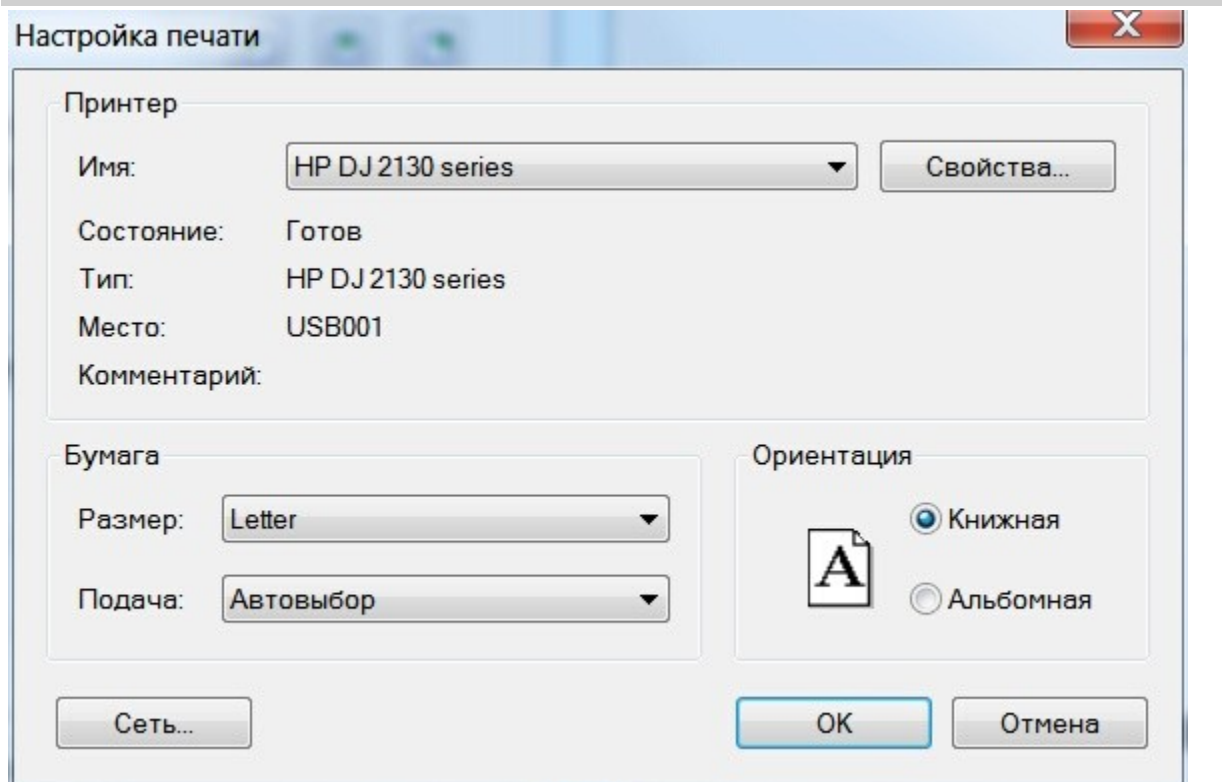 Настройка печати
Принтер
Имя: HP DJ 2130 series Свойства...
Состояние: Готов
Тип: HP DJ 2130 series
Место: USB001
Комментарий:
Бумага Ориентация
Размер: Letter Книжная
A
Подача: Автовыбор Альбомная
Сеть... OK Отмена